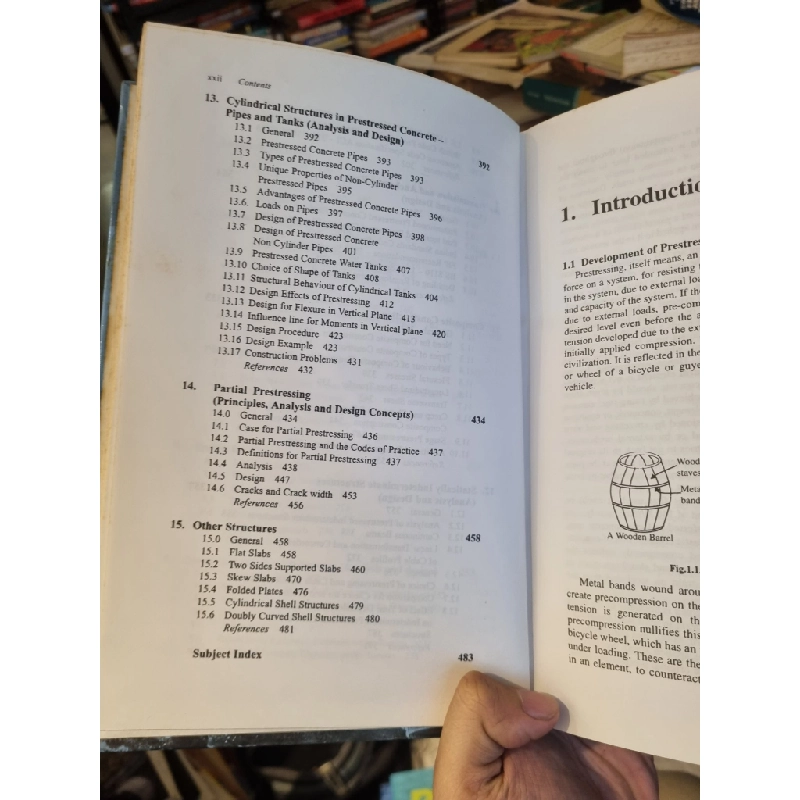 xxii Contents
13. Cylindrical Structures in Prestressed Concrete –
Pipes and Tanks (Analysis and Design) 392
13.1 General 392
13.2 Prestressed Concrete Pipes 393
13.3 Types of Prestressed Concrete Pipes 393
13.4 Unique Properties of Non-Cylinder
Prestressed Pipes 395
13.5 Advantages of Prestressed Concrete Pipes 396
13.6 Loads on Pipes 397
13.7 Design of Prestressed Concrete Pipes 398
13.8 Design of Prestressed Concrete
Non Cylinder Pipes 401
13.9 Prestressed Concrete Water Tanks 407
13.10 Choice of Shape of Tanks 408
13.11 Structural Behaviour of Cylindrical Tanks 404
13.12 Design Effects of Prestressing 412
13.13 Design for Flexure in Vertical Plane 413
13.14 Influence line for Moments in Vertical plane 420
13.15 Design Procedure 423
13.16 Design Example 423
13.17 Construction Problems 431
References 432
14. Partial Prestressing
(Principles, Analysis and Design Concepts) 434
14.0 General 434
14.1 Case for Partial Prestressing 436
14.2 Partial Prestressing and the Codes of Practice 437
14.3 Definitions for Partial Prestressing 437
14.4 Analysis 438
14.5 Design 447
14.6 Cracks and Crack width 453
References 456
15. Other Structures 458
15.0 General 458
15.1 Flat Slabs 458
15.2 Two Sides Supported Slabs 460
15.3 Skew Slabs 470
15.4 Folded Plates 476
15.5 Cylindrical Shell Structures 479
15.6 Doubly Curved Shell Structures 480
References 481
Subject Index 483
1. Introductio
1.1 Development of Prestres
Prestressing, itself means, an
force on a system, for resisting
in the system, due to external loa
and capacity of the system. If th
due to external loads, pre-com
desired level even before the a
tension developed due to the ex
initially applied compression.
civilization. It is reflected in the
or wheel of a bicycle or guye
vehicle
Wood
staves
Meta
band
A Wooden Barrel
Fig.1.1
Metal bands wound arou
create precompression on the
tension is generated on th
precompression nullifies this
bicycle wheel, which has an
under loading. These are the
in an element, to counteract